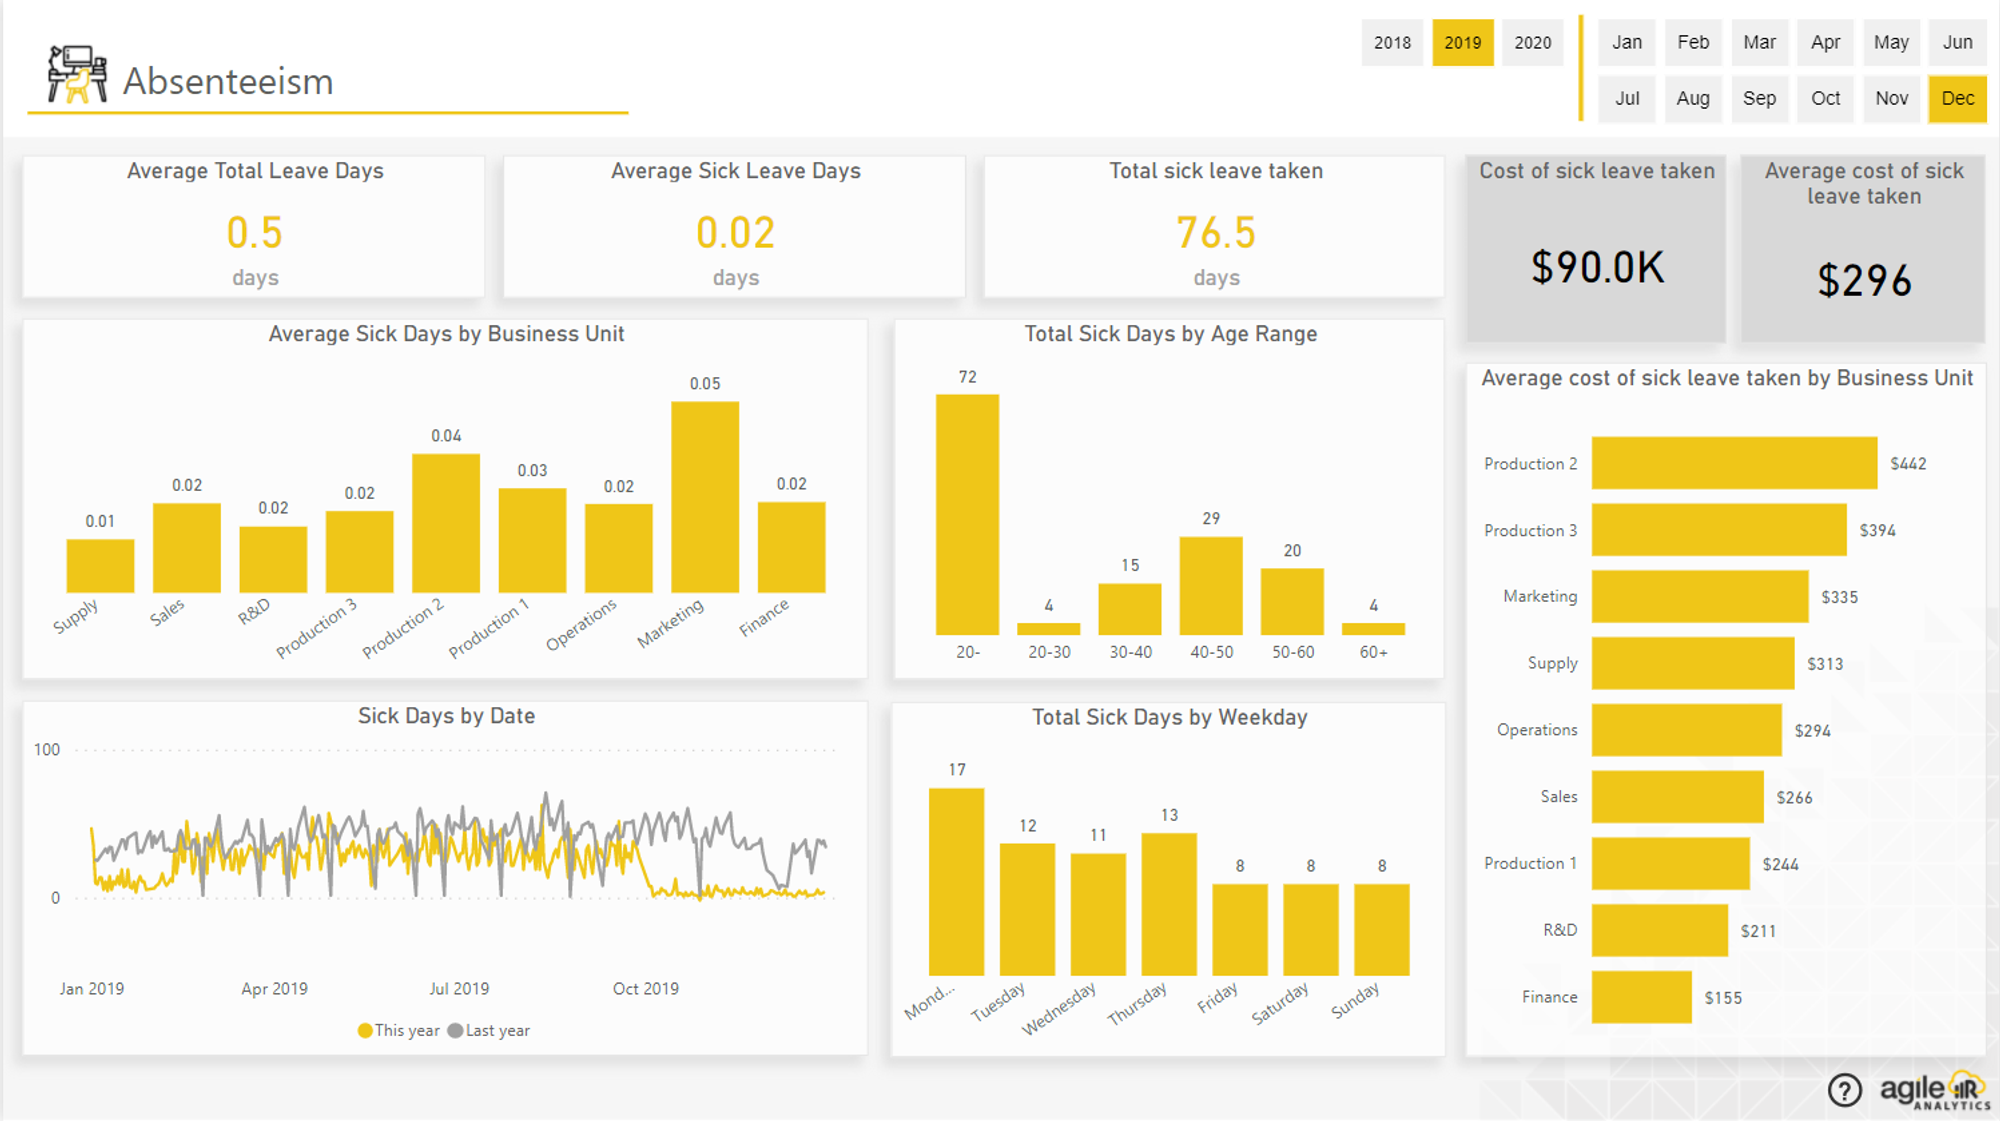 Absenteeism
2018 2019 2020
Jan Feb Mar Apr May Jun
Jul Aug Sep Oct Nov Dec
Average Total Leave Days
0.5
days
Average Sick Leave Days
0.02
days
Total sick leave taken
76.5
days
Cost of sick leave taken
$90.0K
Average cost of sick
leave taken
$296
Average Sick Days by Business Unit
0.01 0.02 0.02 0.02 0.04 0.03 0.02 0.05 0.02
Supply Sales R&D Production 3 Production 2 Production 1 Operations Marketing Finance
Total Sick Days by Age Range
72 4 15 29 20 4
20- 20-30 30-40 40-50 50-60 60+
Average cost of sick leave taken by Business Unit
Production 2 $442
Production 3 $394
Marketing $335
Supply $313
Operations $294
Sales $266
Production 1 $244
R&D $211
Finance $155
Sick Days by Date
100
0
Jan 2019 Apr 2019 Jul 2019 Oct 2019
This year Last year
Total Sick Days by Weekday
17 12 11 13 8 8 8
Mond... Tuesday Wednesday Thursday Friday Saturday Sunday
?
agile HR
ANALYTICS